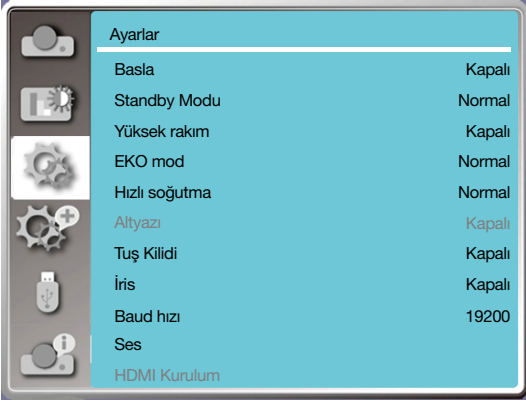 Ayarlar
Basla Kapalı
Standby Modu Normal
Yüksek rakım Kapalı
EKO mod Normal
Hızlı soğutma Normal
Altyazı Kapalı
Tuş Kilidi Kapalı
İris Kapalı
Baud hızı 19200
Ses
HDMI Kurulum